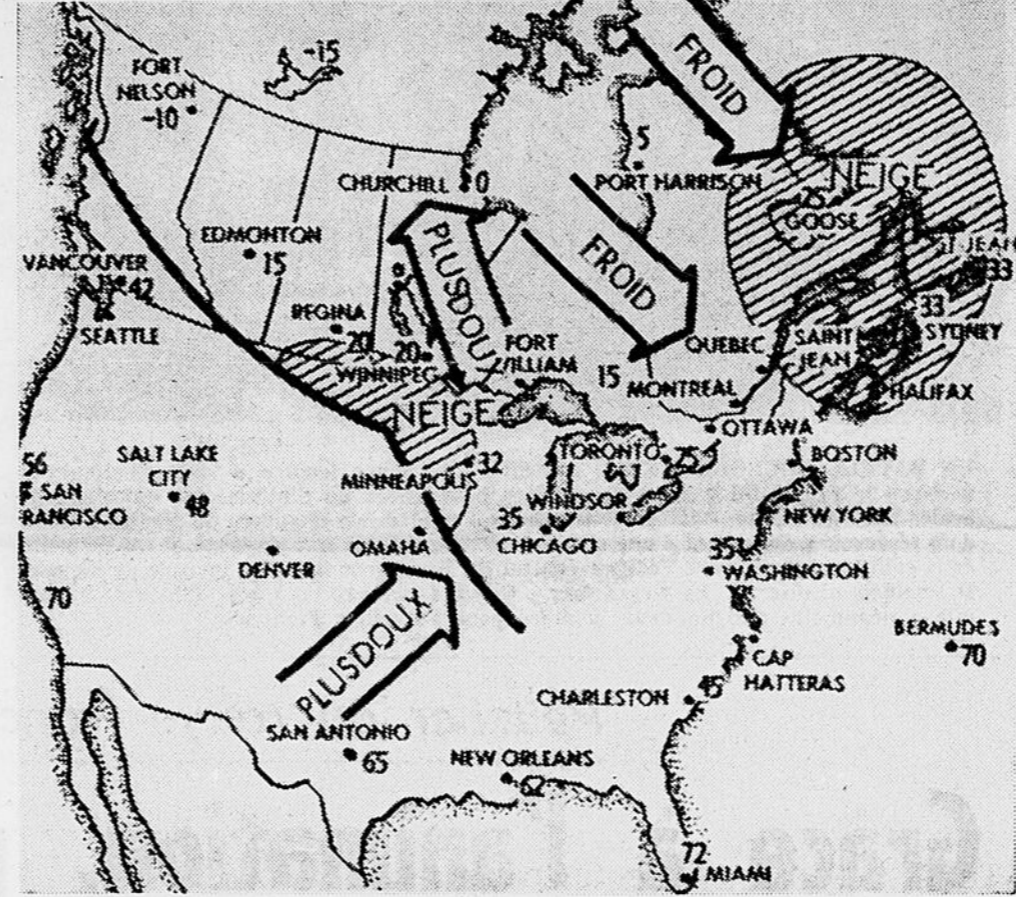 FROID
-15
FORT
NELSON
-10
5
CHURCHILL 0
PORT HARRISON
NEIGE
25
GOOSE
EDMONTON
15
PLUSDOUX
FROID
ST-JEAN
33
VANCOUVER
42
SEATTLE
REGINA
20
20
WINNIPEG
FORT
WILLIAM
33
SYDNEY
QUEBEC
SAINT
JEAN
15
MONTREAL
HALIFAX
NEIGE
OTTAWA
TORONTO
25
BOSTON
56
SAN
RANCISCO
SALT LAKE
CITY
48
32
MINNEAPOLIS
WINDSOR
NEW YORK
35
CHICAGO
OMAHA
DENVER
35
WASHINGTON
70
PLUSDOUX
BERMUDES
70
CAP
HATTERAS
CHARLESTON
45
SAN ANTONIO
65
NEW ORLEANS
62
72
MIAMI